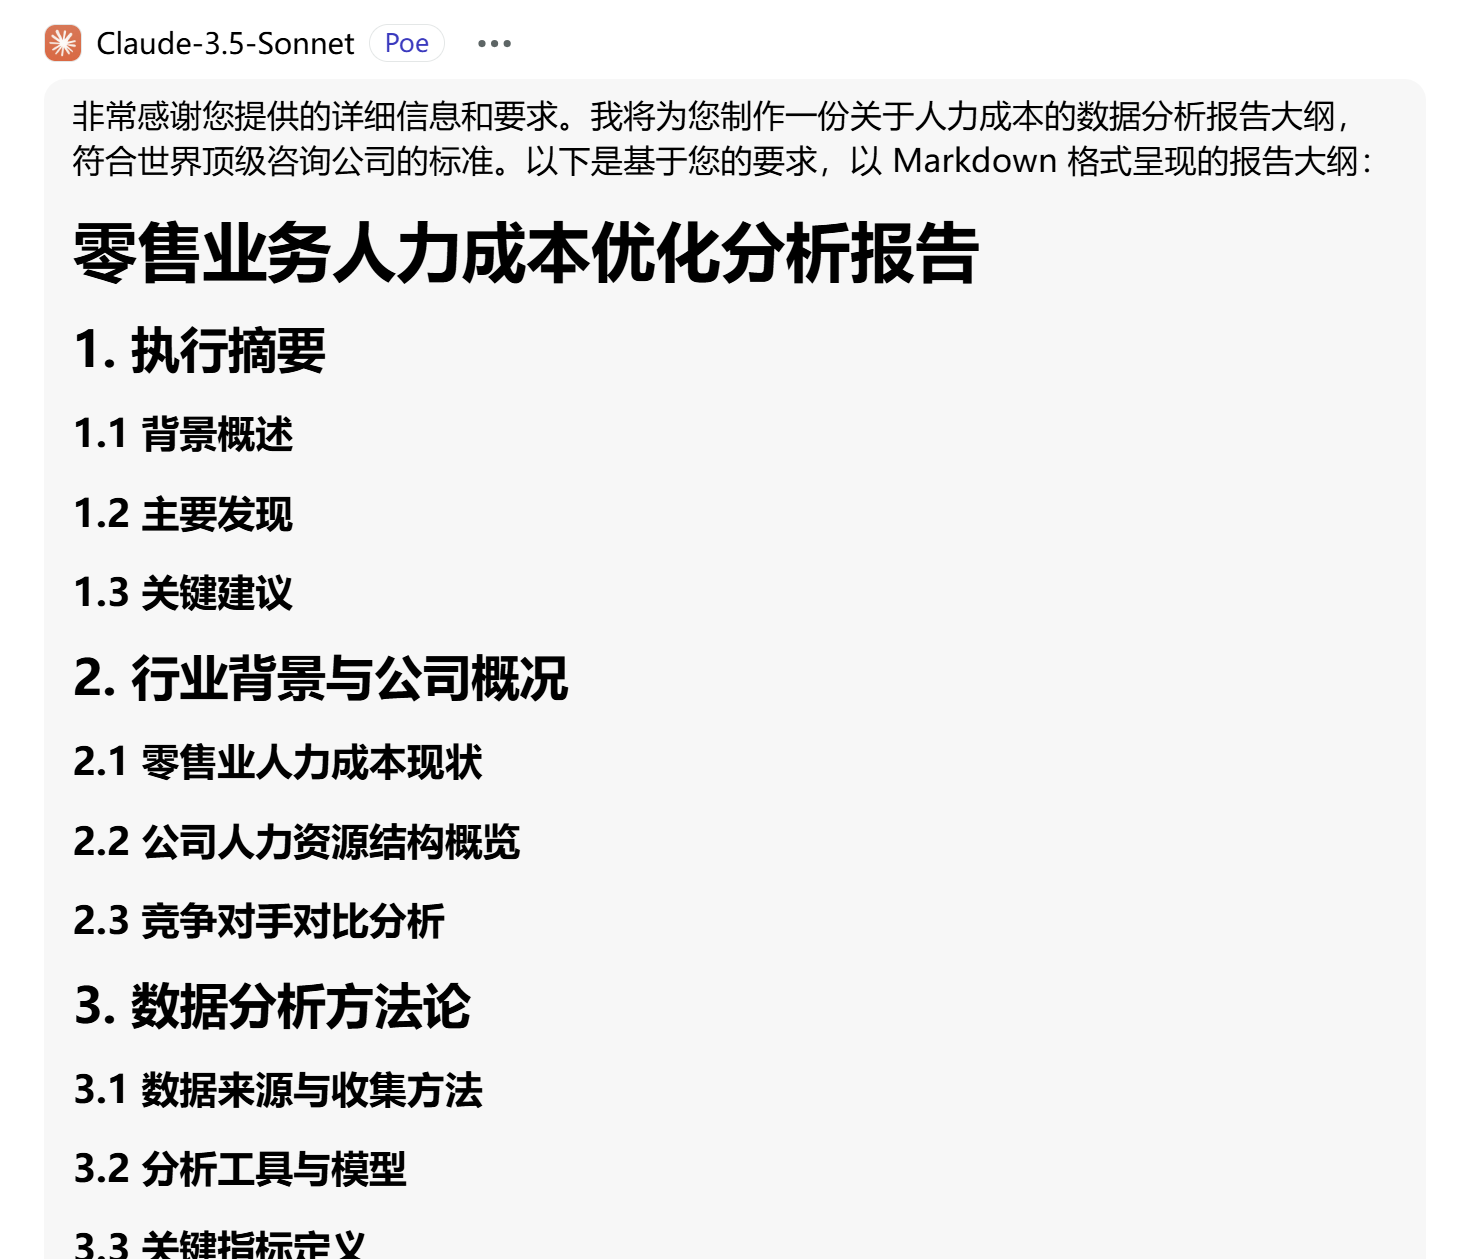 Claude-3.5-Sonnet Poe
非常感谢您提供的详细信息和要求。我将为您制作一份关于人力成本的数据分析报告大纲，
符合世界顶级咨询公司的标准。以下是基于您的要求，以 Markdown 格式呈现的报告大纲：
零售业务人力成本优化分析报告
1. 执行摘要
1.1 背景概述
1.2 主要发现
1.3 关键建议
2. 行业背景与公司概况
2.1 零售业人力成本现状
2.2 公司人力资源结构概览
2.3 竞争对手对比分析
3. 数据分析方法论
3.1 数据来源与收集方法
3.2 分析工具与模型
3.3 关键指标定义